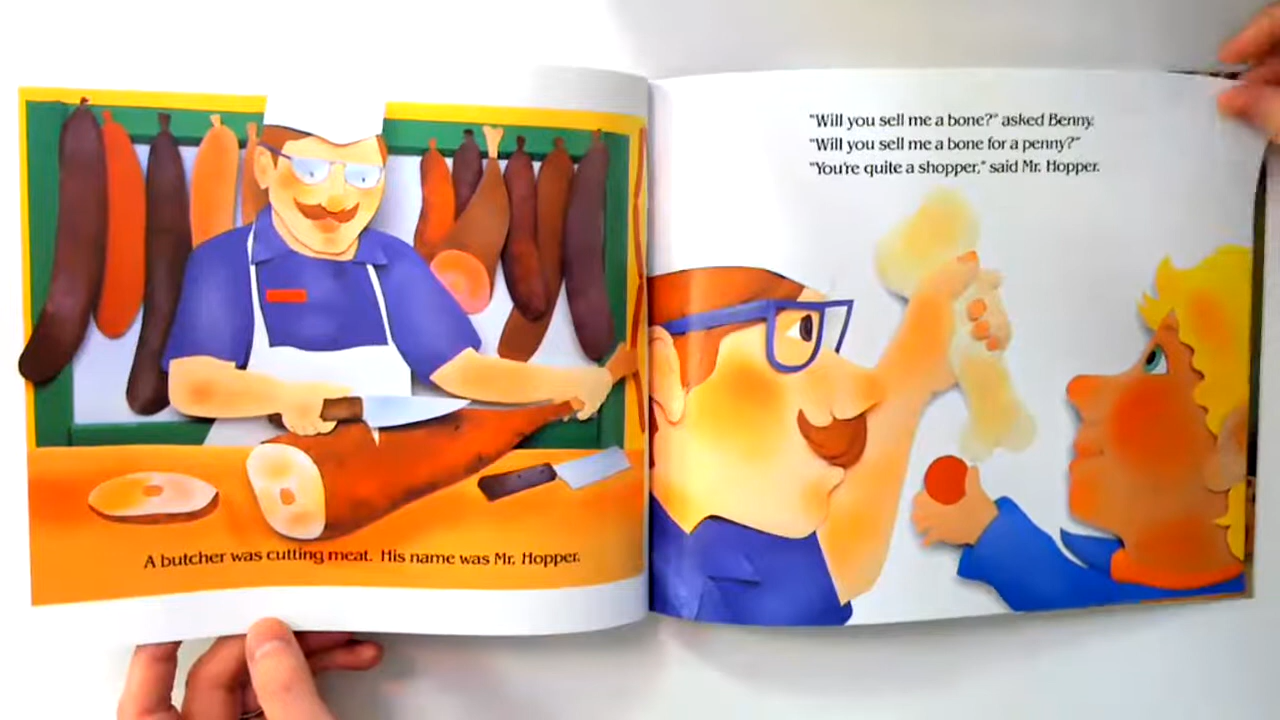 A butcher was cutting meat. His name was Mr. Hopper.
"Will you sell me a bone?" asked Benny.
"Will you sell me a bone for a penny?"
"You're quite a shopper," said Mr. Hopper.